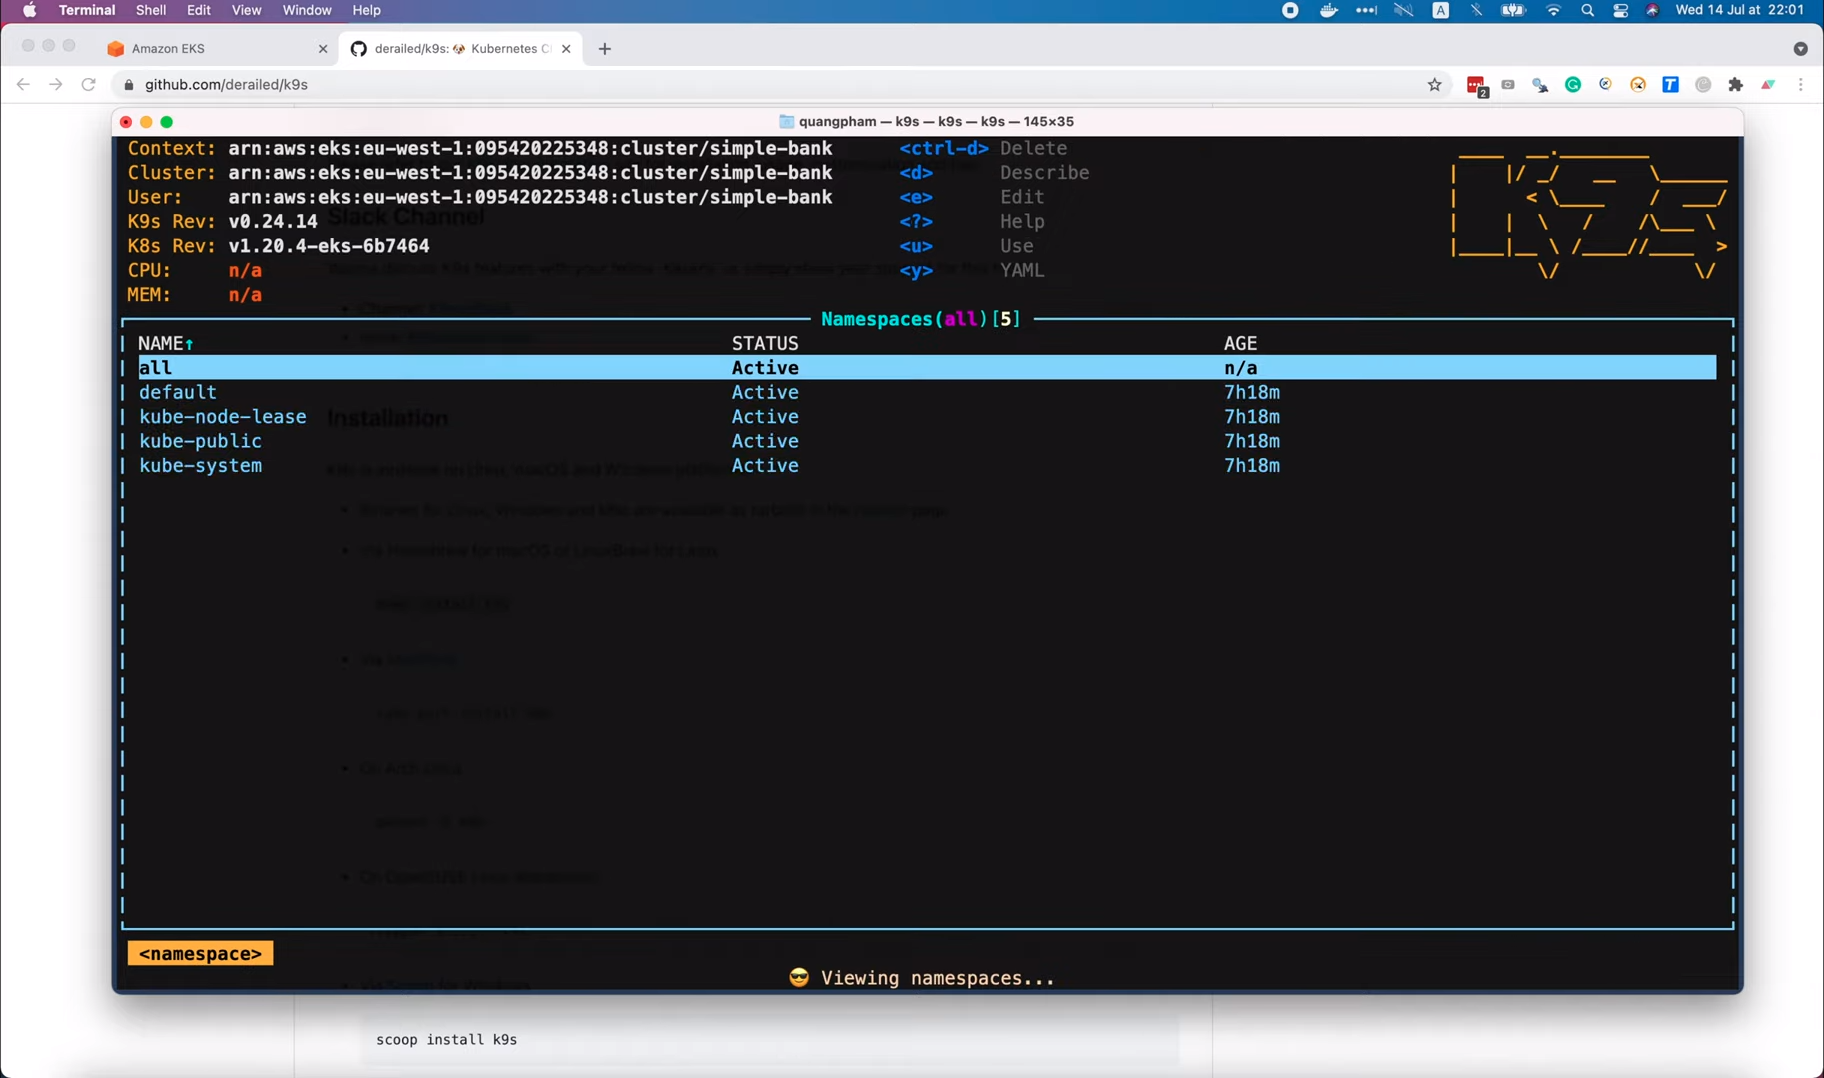 Terminal Shell Edit View Window Help
A
Wed 14 Jul at 22:01
Amazon EKS
derailed/k9s: 🐶 Kubernetes C
github.com/derailed/k9s
2
T
quangpham — k9s — k9s — k9s — 145×35
Context: arn:aws:eks:eu-west-1:095420225348:cluster/simple-bank <ctrl-d> Delete
Cluster: arn:aws:eks:eu-west-1:095420225348:cluster/simple-bank <d> Describe
User: arn:aws:eks:eu-west-1:095420225348:cluster/simple-bank <e> Edit
Slack Channel
K9s Rev: v0.24.14 <?> Help
K8s Rev: v1.20.4-eks-6b7464 <u> Use
CPU: n/a <y> YAML
MEM: n/a
Namespaces(all)[5]
NAME↑ STATUS AGE
all Active n/a
default Active 7h18m
kube-node-lease Active 7h18m
Installation
kube-public Active 7h18m
kube-system Active 7h18m
<namespace>
😎 Viewing namespaces...
scoop install k9s